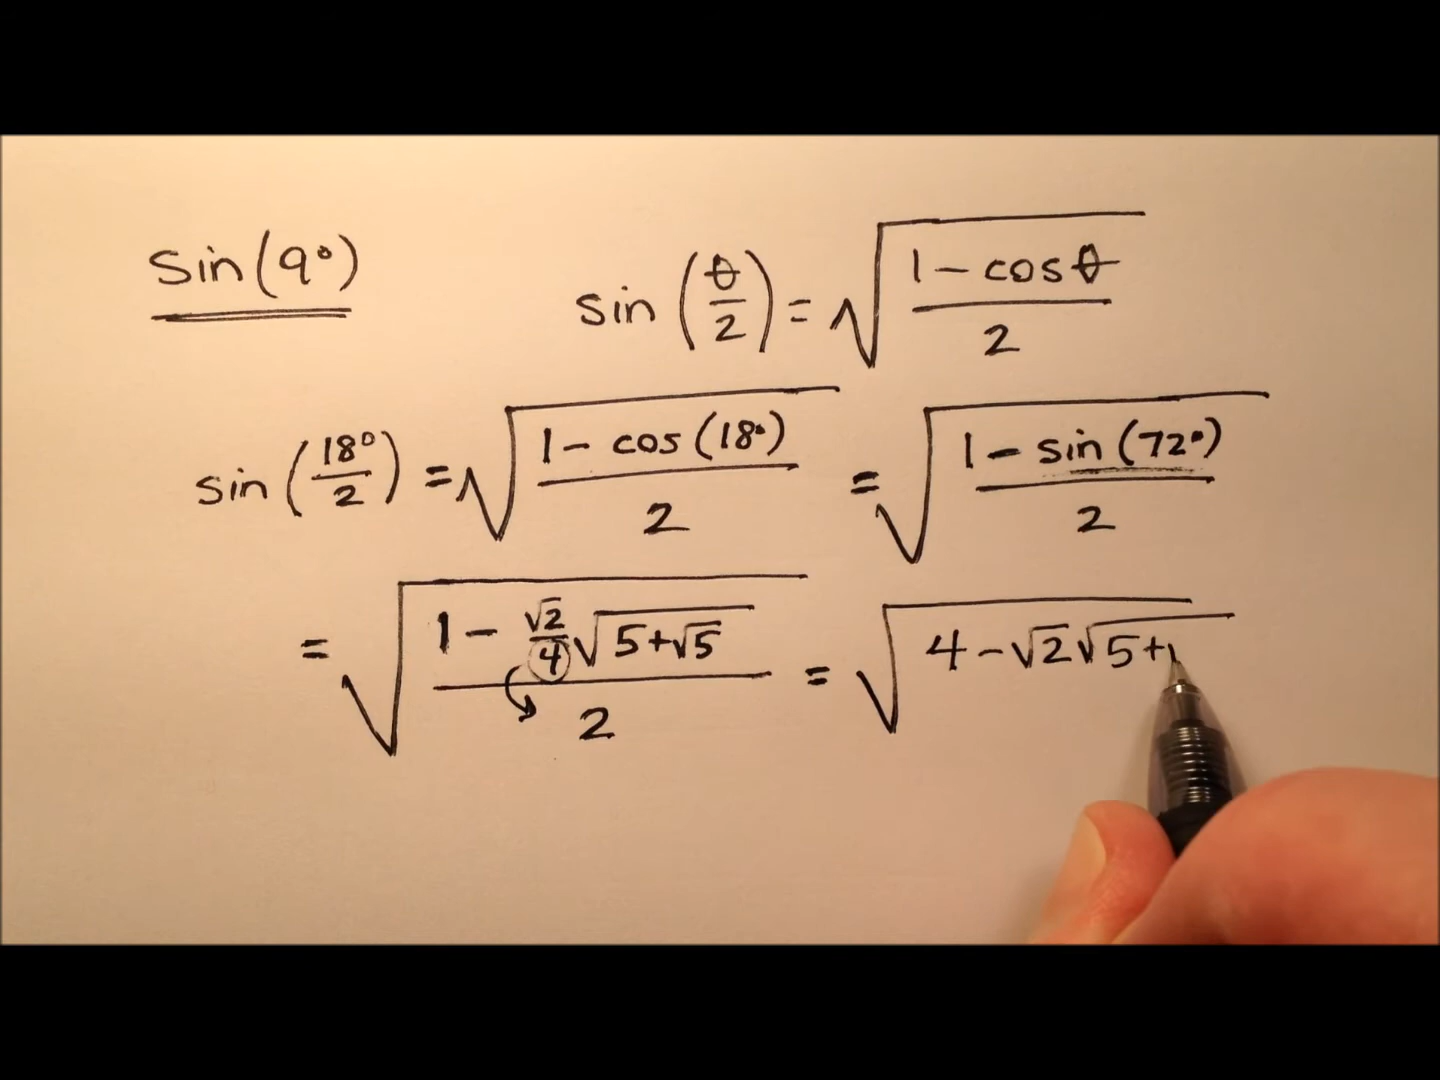 Sin(9°)
sin(θ/2) = √((1 - cosθ)/2)
sin(18°/2) = √((1 - cos(18°))/2) = √((1 - sin(72°))/2)
= √((1 - √2/4 √(5+√5))/2) = √(4 - √2√(5+